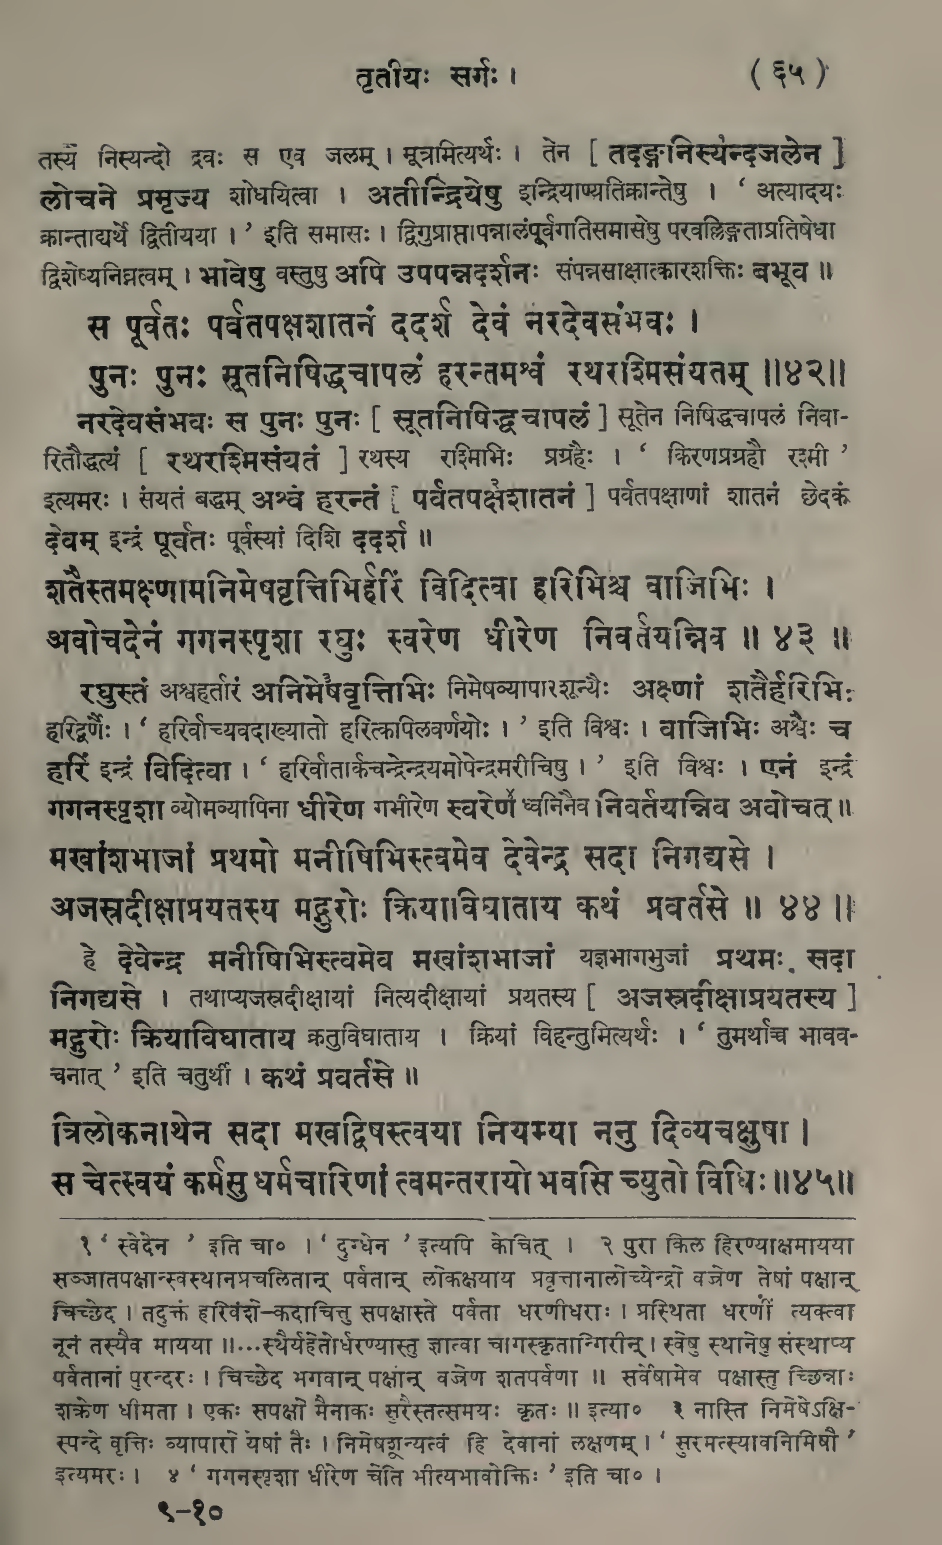 तृतीयः सर्गः । ( ६५ )
तस्य निस्यन्दो द्रवः स एव जलम् । मूत्रमित्यर्थः । तेन [ तदङ्गनिस्यन्दजलेन ]
लोचने प्रमृज्य शोधयित्वा । अतीन्द्रियेषु इन्द्रियाण्यतिक्रान्तेषु । ‘ अत्यादयः
क्रान्ताद्यर्थे द्वितीयया । ’ इति समासः । द्विगुप्राप्तापन्नालंपूर्वगतिसमासेषु परवल्लिङ्गताप्रतिषेधा
द्विशेष्यनिघ्नत्वम् । भावेषु वस्तुषु अपि उपपन्नदर्शनः संपन्नसाक्षात्कारशक्तिः बभूव ॥
स पूर्वतः पर्वतपक्षशातनं ददर्श देवं नरदेवसंभवः ।
पुनः पुनः सूतनिषिद्धचापलं हरन्तमश्वं रथरश्मिसंयतम् ॥४२॥
नरदेवसंभवः स पुनः पुनः [ सूतनिषिद्धचापलं ] सूतेन निषिद्धचापलं निवा-
रितौद्धत्यं [ रथरश्मिसंयतं ] रथस्य रश्मिभिः प्रग्रहैः । ‘ किरणप्रग्रहौ रश्मी ’
इत्यमरः । संयतं बद्धम् अश्वं हरन्तं [ पर्वतपक्षशातनं ] पर्वतपक्षाणां शातनं छेदकं
देवम् इन्द्रं पूर्वतः पूर्वस्यां दिशि ददर्श ॥
शतैस्तमक्ष्णामनिमेषवृत्तिभिर्हरिं विदित्वा हरिभिश्च वाजिभिः ।
अवोचदेनं गगनस्पृशा रघुः स्वरेण धीरेण निवर्तयन्निव ॥ ४३ ॥
रघुस्तं अश्वहर्तारं अनिमेषवृत्तिभिः निमेषव्यापारशून्यैः अक्ष्णां शतैर्हरिभिः
हरिद्वर्णैः । ‘ हरिर्वाच्यवदाख्यातो हरित्कपिलवर्णयोः । ’ इति विश्वः । वाजिभिः अश्वैः च
हरिं इन्द्रं विदित्वा । ‘ हरिर्वातार्कचन्द्रेन्द्रयमोपेन्द्रमरीचिषु । ’ इति विश्वः । एनं इन्द्रं
गगनस्पृशा व्योमव्यापिना धीरेण गभीरेण स्वरेण ध्वनिनैव निवर्तयन्निव अवोचत् ॥
मखांशभाजां प्रथमो मनीषिभिस्त्वमेव देवेन्द्र सदा निगद्यसे ।
अजस्रदीक्षाप्रयतस्य मद्गुरोः क्रियाविघाताय कथं प्रवर्तसे ॥ ४४ ॥
हे देवेन्द्र मनीषिभिस्त्वमेव मखांशभाजां यज्ञभागभुजां प्रथमः सदा
निगद्यसे । तथाप्यजस्रदीक्षायां नित्यदीक्षायां प्रयतस्य [ अजस्रदीक्षाप्रयतस्य ]
मद्गुरोः क्रियाविघाताय क्रतुविघाताय । क्रियां विहन्तुमित्यर्थः । ‘ तुमर्थाच्च भावव-
चनात् ’ इति चतुर्थी । कथं प्रवर्तसे ॥
त्रिलोकनाथेन सदा मखद्विषस्त्वया नियम्या ननु दिव्यचक्षुषा ।
स चेत्स्वयं कर्मसु धर्मचारिणां त्वमन्तरायो भवसि च्युतो विधिः ॥४५॥
१ ‘ स्वेदेन ’ इति चा० । ‘ दुग्धेन ’ इत्यपि केचित् । २ पुरा किल हिरण्याक्षमायया
सञ्जातपक्षान्स्वस्थानप्रचलितान् पर्वतान् लोकक्षयाय प्रवृत्तानालोच्येन्द्रो वज्रेण तेषां पक्षान्
चिच्छेद । तदुक्तं हरिवंशे-कदाचित्तु सपक्षास्ते पर्वता धरणीधराः । प्रस्थिता धरणीं त्यक्त्वा
नूनं तस्यैव मायया ॥...स्थैर्यहेतोर्धरण्यास्तु ज्ञात्वा चागस्कृतान्गिरीन् । स्वेषु स्थानेषु संस्थाप्य
पर्वतानां पुरन्दरः । चिच्छेद भगवान् पक्षान् वज्रेण शतपर्वणा ॥ सर्वेषामेव पक्षास्तु च्छिन्नाः
शक्रेण धीमता । एकः सपक्षो मैनाकः सुरैस्तत्समयः कृतः ॥ इत्या० ३ नास्ति निमेषेऽक्षि-
स्पन्दे वृत्तिः व्यापारो येषां तैः । निमेषशून्यत्वं हि देवानां लक्षणम् । ‘ सुरमत्स्यावनिमिषौ ’
इत्यमरः । ४ ‘ गगनस्पृशा धीरेण चेति भीत्यभावोक्तिः ’ इति चा० ।
९-१०